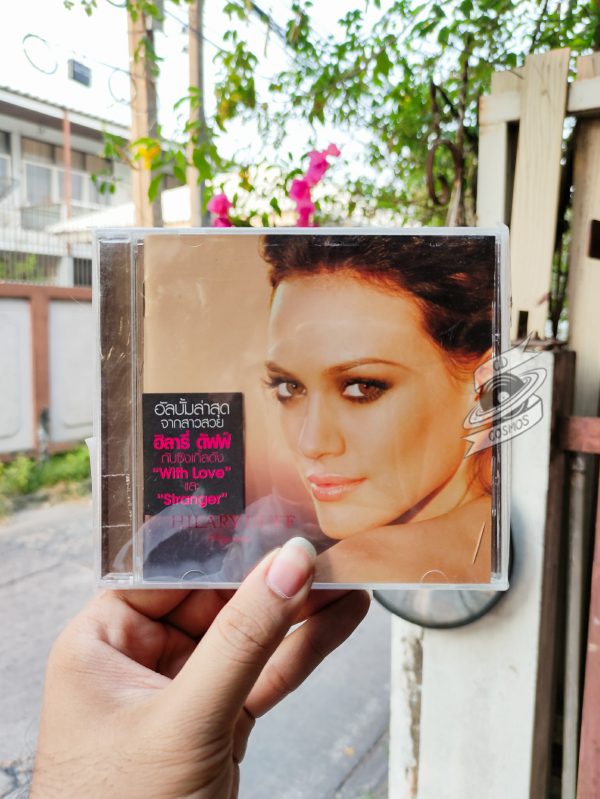 อัลบั้มล่าสุด
จากสาวสวย
ฮิลารี่ ดัฟฟ์
กับซิงเกิ้ลดัง
"With Love"
และ
"Stranger"
HILARY DUFF
COSMOS